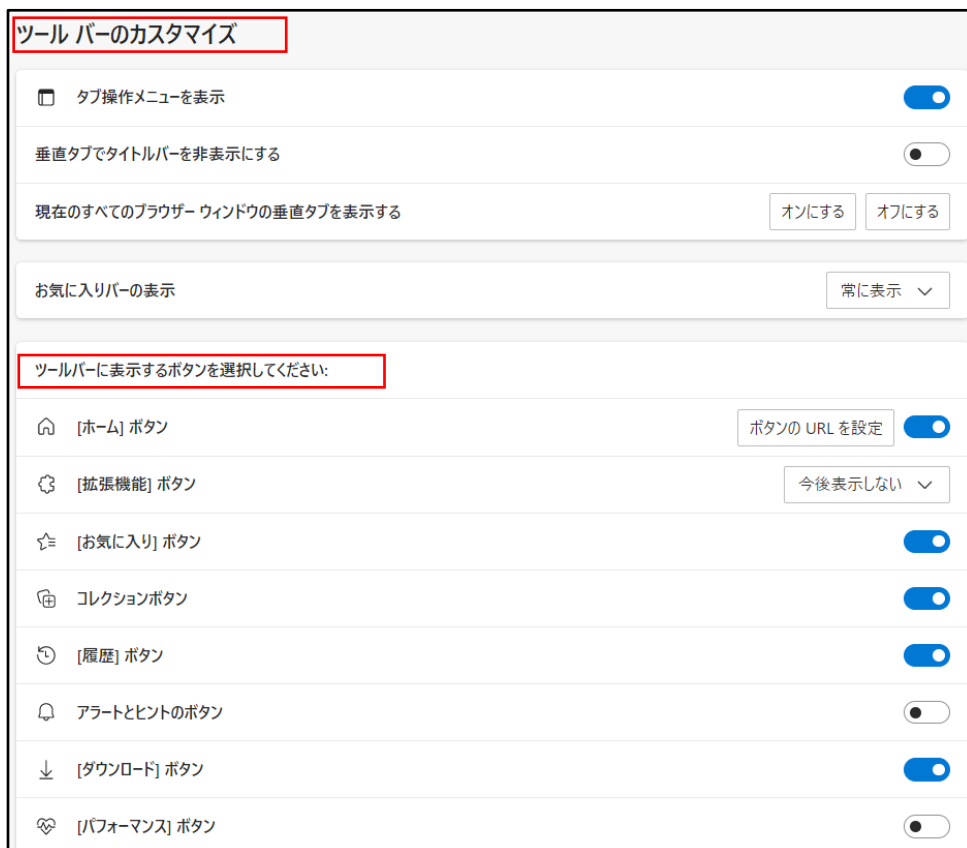 ツール バーのカスタマイズ
タブ操作メニューを表示
垂直タブでタイトルバーを非表示にする
現在のすべてのブラウザー ウィンドウの垂直タブを表示する オンにする オフにする
お気に入りバーの表示 常に表示
ツールバーに表示するボタンを選択してください:
[ホーム] ボタン ボタンの URL を設定
[拡張機能] ボタン 今後表示しない
[お気に入り] ボタン
コレクションボタン
[履歴] ボタン
アラートとヒントのボタン
[ダウンロード] ボタン
[パフォーマンス] ボタン